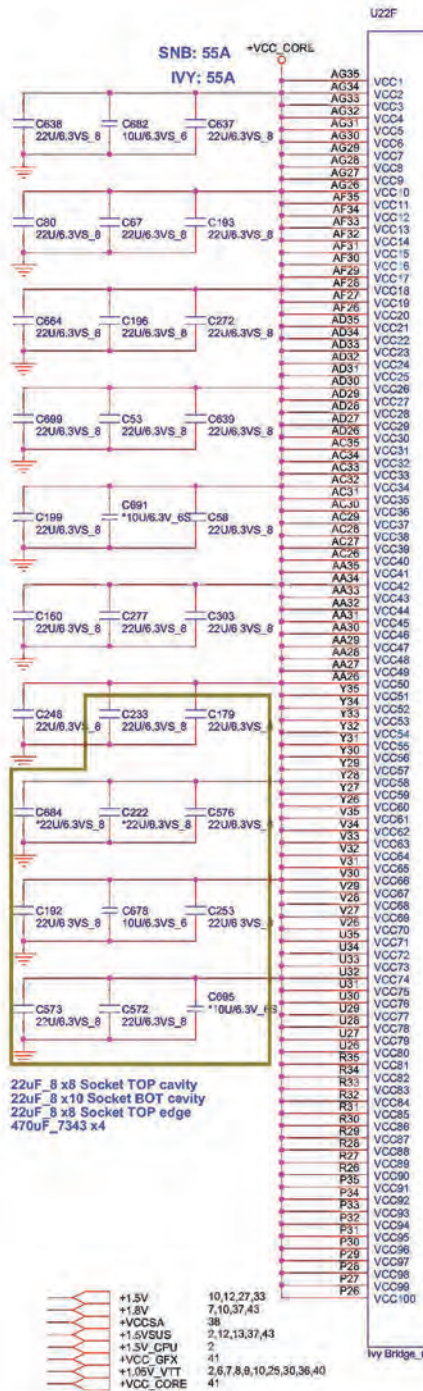 U22F
+VCC_CORE
SNB: 55A
IVY: 55A
C638 C682 C637
22U/6.3VS_8 10U/6.3VS_6 22U/6.3VS_8
C80 C67 C193
22U/6.3VS_8 22U/6.3VS_8 22U/6.3VS_8
C664 C196 C272
22U/6.3VS_8 22U/6.3VS_8 22U/6.3VS_8
C699 C53 C639
22U/6.3VS_8 22U/6.3VS_8 22U/6.3VS_8
C199 C691 C58
22U/6.3VS_8 *10U/6.3V_6S 22U/6.3VS_8
C160 C277 C303
22U/6.3VS_8 22U/6.3VS_8 22U/6.3VS_8
C248 C233 C179
22U/6.3VS_8 22U/6.3VS_8 22U/6.3VS_8
C684 C222 C576
*22U/6.3VS_8 *22U/6.3VS_8 22U/6.3VS_8
C192 C678 C253
22U/6.3VS_8 10U/6.3VS_6 22U/6.3VS_8
C573 C572 C695
22U/6.3VS_8 22U/6.3VS_8 *10U/6.3V_6S
22uF_8 x8 Socket TOP cavity
22uF_8 x10 Socket BOT cavity
22uF_8 x8 Socket TOP edge
470uF_7343 x4
AG35 VCC1
AG34 VCC2
AG33 VCC3
AG32 VCC4
AG31 VCC5
AG30 VCC6
AG29 VCC7
AG28 VCC8
AG27 VCC9
AG26 VCC10
AF35 VCC11
AF34 VCC12
AF33 VCC13
AF32 VCC14
AF31 VCC15
AF30 VCC16
AF29 VCC17
AF28 VCC18
AF27 VCC19
AF26 VCC20
AD35 VCC21
AD34 VCC22
AD33 VCC23
AD32 VCC24
AD31 VCC25
AD30 VCC26
AD29 VCC27
AD28 VCC28
AD27 VCC29
AD26 VCC30
AC35 VCC31
AC34 VCC32
AC33 VCC33
AC32 VCC34
AC31 VCC35
AC30 VCC36
AC29 VCC37
AC28 VCC38
AC27 VCC39
AC26 VCC40
AA35 VCC41
AA34 VCC42
AA33 VCC43
AA32 VCC44
AA31 VCC45
AA30 VCC46
AA29 VCC47
AA28 VCC48
AA27 VCC49
AA26 VCC50
Y35 VCC51
Y34 VCC52
Y33 VCC53
Y32 VCC54
Y31 VCC55
Y30 VCC56
Y29 VCC57
Y28 VCC58
Y27 VCC59
Y26 VCC60
V35 VCC61
V34 VCC62
V33 VCC63
V32 VCC64
V31 VCC65
V30 VCC66
V29 VCC67
V28 VCC68
V27 VCC69
V26 VCC70
U35 VCC71
U34 VCC72
U33 VCC73
U32 VCC74
U31 VCC75
U30 VCC76
U29 VCC77
U28 VCC78
U27 VCC79
U26 VCC80
R35 VCC81
R34 VCC82
R33 VCC83
R32 VCC84
R31 VCC85
R30 VCC86
R29 VCC87
R28 VCC88
R27 VCC89
R26 VCC90
P35 VCC91
P34 VCC92
P33 VCC93
P32 VCC94
P31 VCC95
P30 VCC96
P29 VCC97
P28 VCC98
P27 VCC99
P26 VCC100
Ivy Bridge_
+1.5V 10,12,27,33
+1.8V 7,10,37,43
+VCCSA 38
+1.5VSUS 2,12,13,37,43
+1.5V_CPU 2
+VCC_GFX 41
+1.05V_VTT 2,6,7,8,9,10,25,30,36,40
+VCC_CORE 41